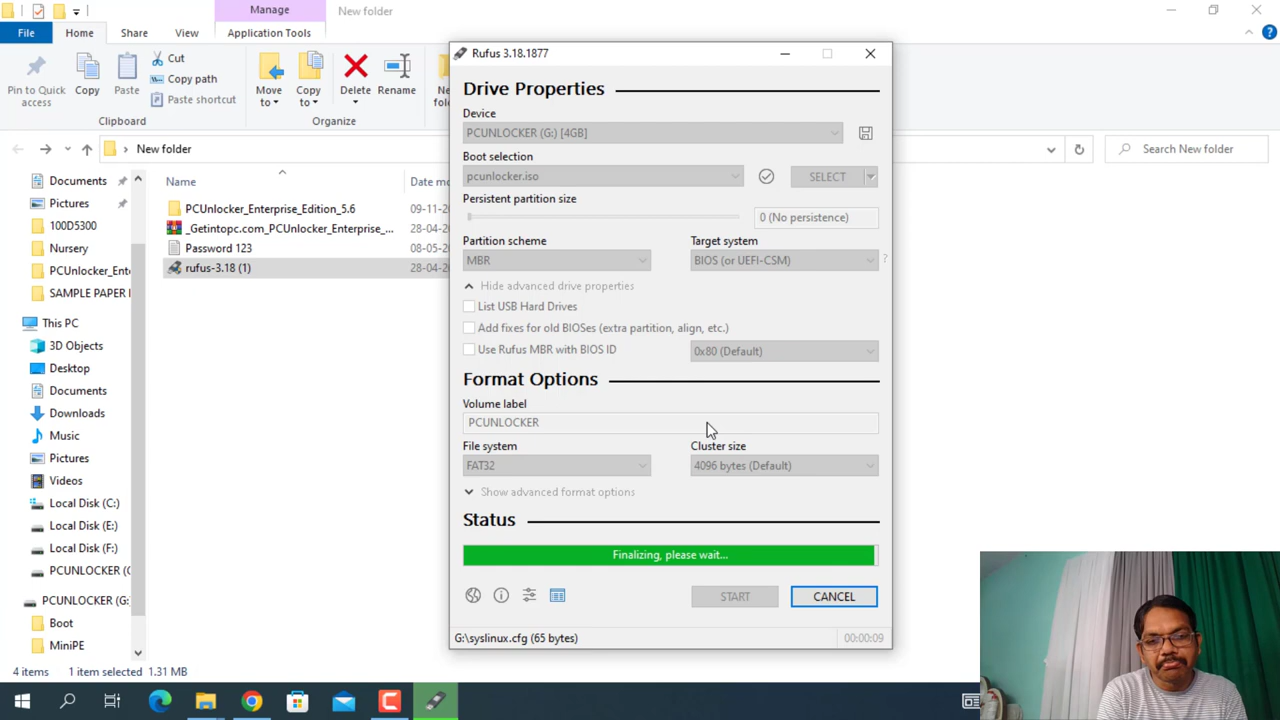 Manage
New folder
File
Home
Share
View
Application Tools
Pin to Quick access
Copy
Paste
Cut
Copy path
Paste shortcut
Clipboard
Move to
Copy to
Delete
Rename
Ne
fol
Organize
New folder
Search New folder
Documents
Pictures
100D5300
Nursery
PCUnlocker_Ente
SAMPLE PAPER I
This PC
3D Objects
Desktop
Documents
Downloads
Music
Pictures
Videos
Local Disk (C:)
Local Disk (E:)
Local Disk (F:)
PCUNLOCKER (G
PCUNLOCKER (G:
Boot
MiniPE
Name
Date mo
PCUnlocker_Enterprise_Edition_5.6
09-11-20
_Getintopc.com_PCUnlocker_Enterprise_...
28-04-20
Password 123
08-05-20
rufus-3.18 (1)
28-04-20
4 items
1 item selected 1.31 MB
Rufus 3.18.1877
Drive Properties
Device
PCUNLOCKER (G:) [4GB]
Boot selection
pcunlocker.iso
SELECT
Persistent partition size
0 (No persistence)
Partition scheme
Target system
MBR
BIOS (or UEFI-CSM)
?
Hide advanced drive properties
List USB Hard Drives
Add fixes for old BIOSes (extra partition, align, etc.)
Use Rufus MBR with BIOS ID
0x80 (Default)
Format Options
Volume label
PCUNLOCKER
File system
Cluster size
FAT32
4096 bytes (Default)
Show advanced format options
Status
Finalizing, please wait...
START
CANCEL
G:\syslinux.cfg (65 bytes)
00:00:09